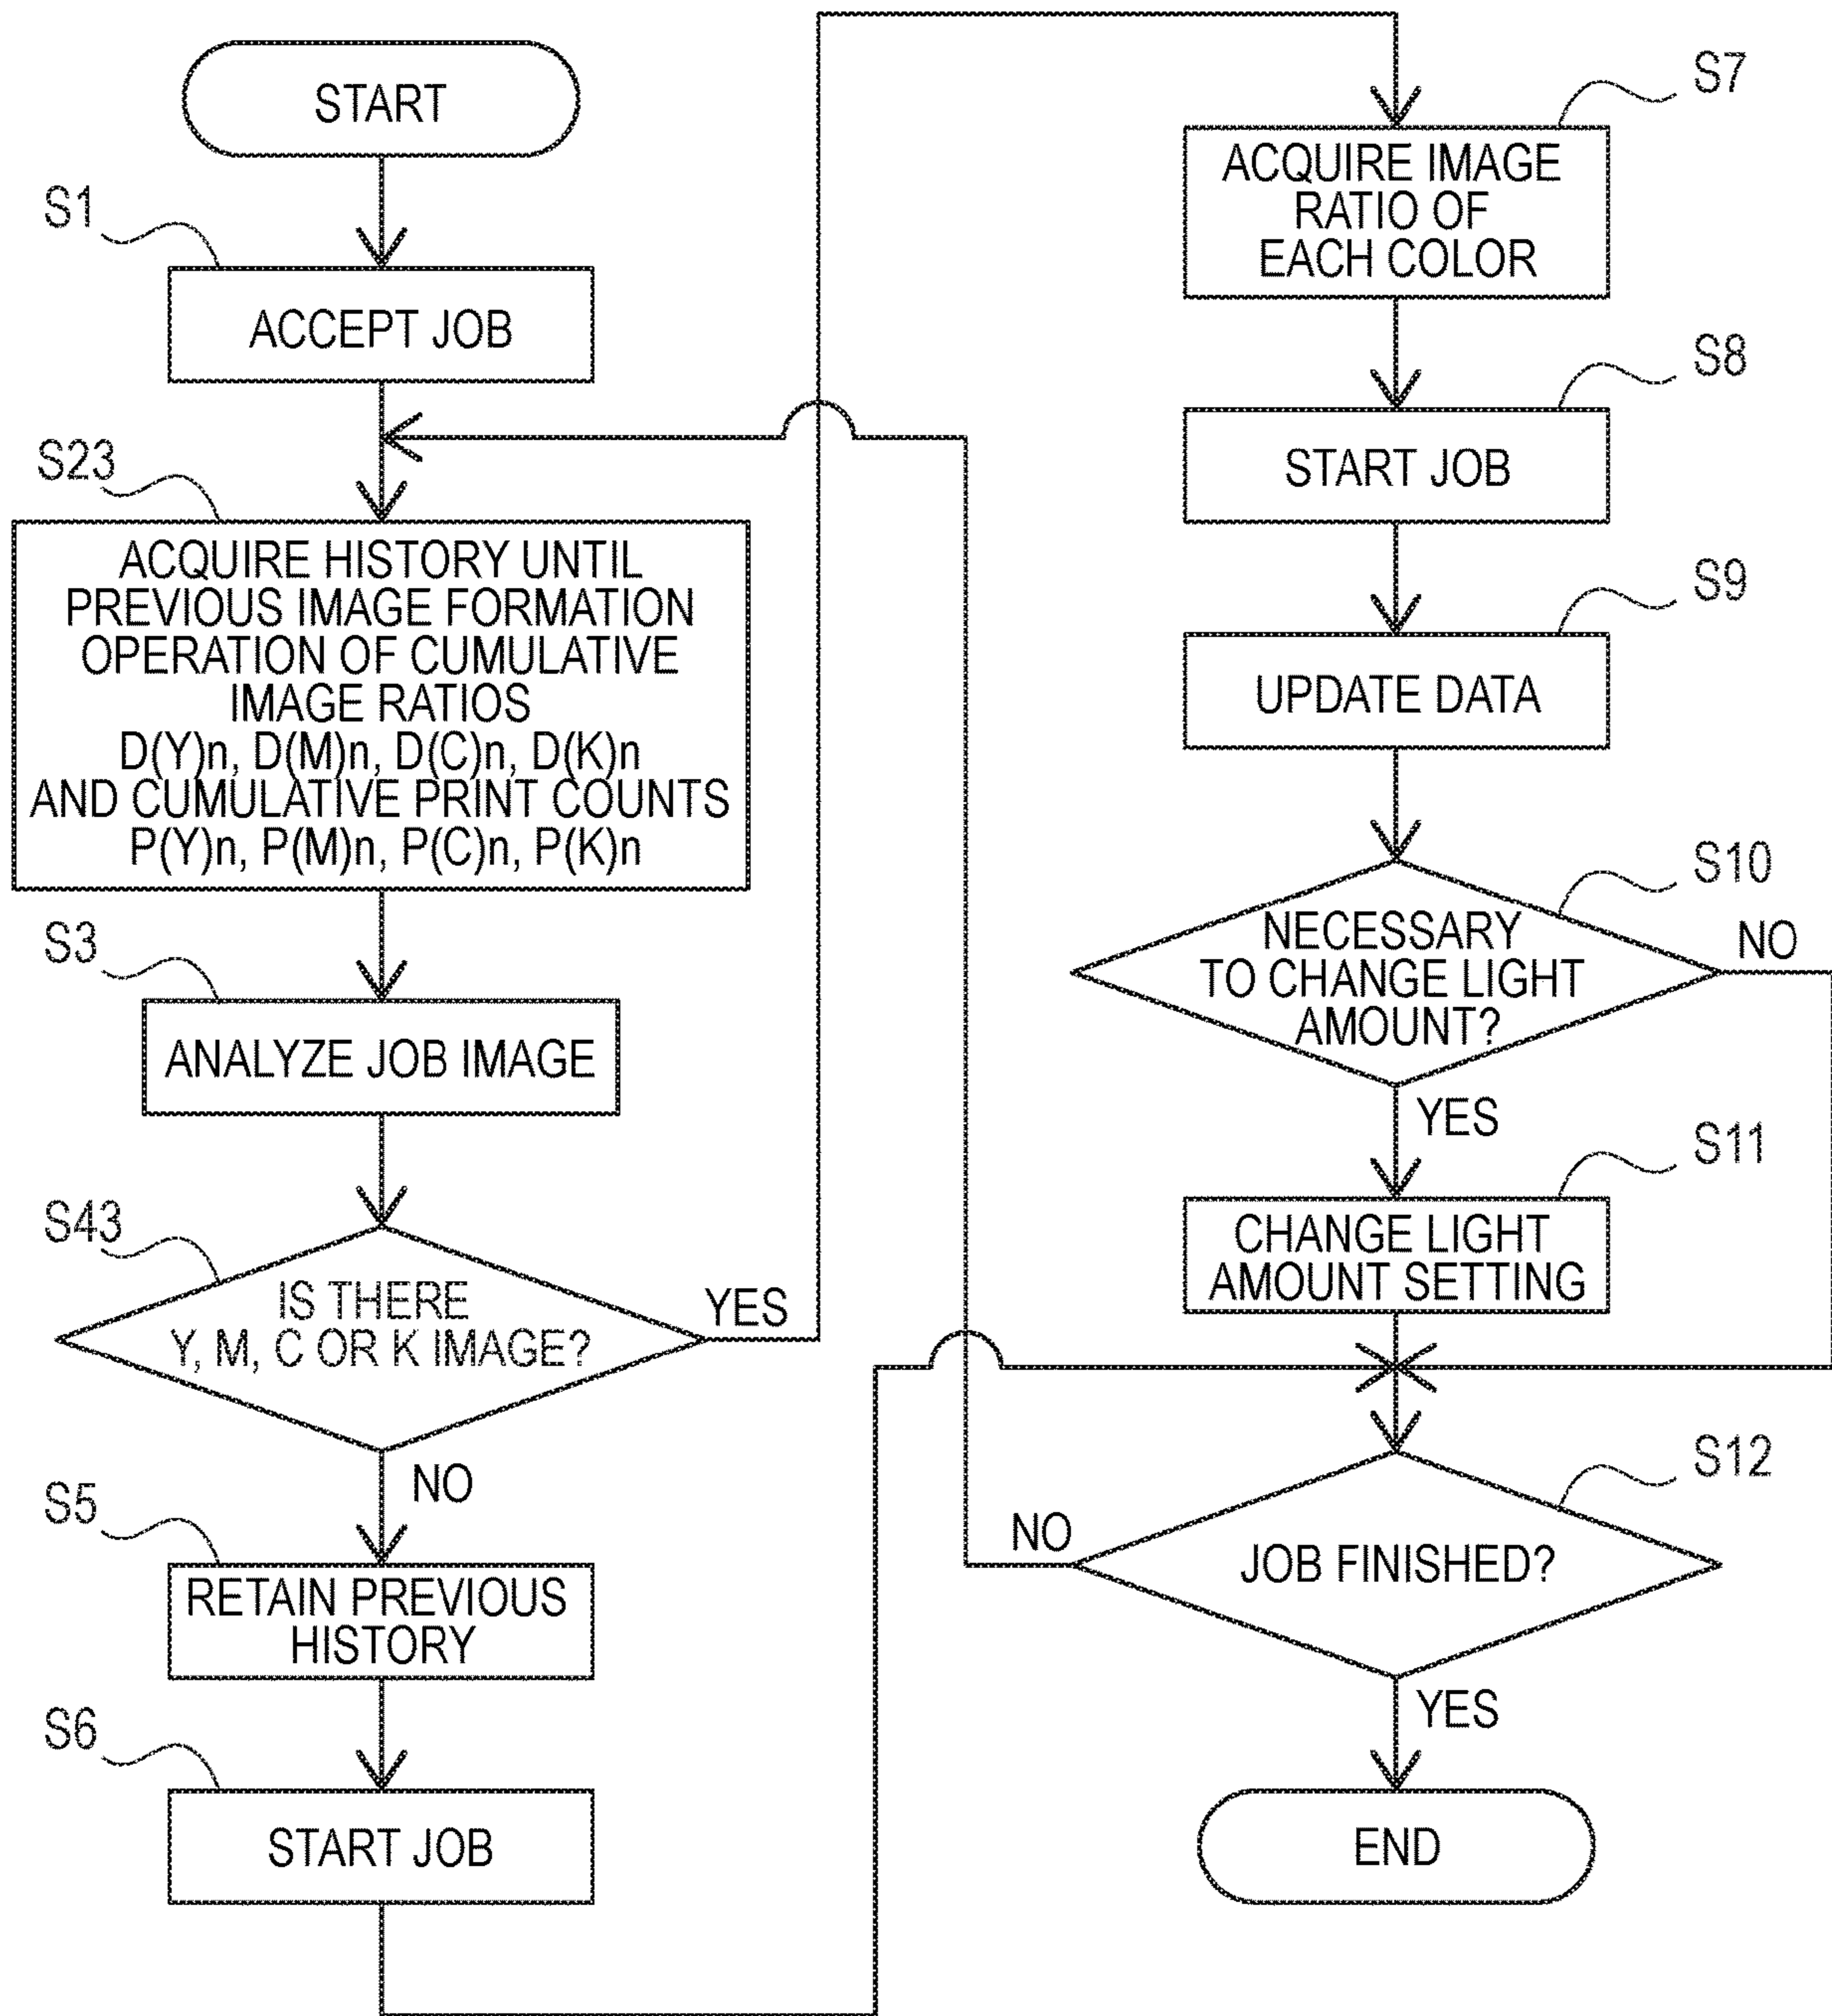 START
S1
ACCEPT JOB
S23
ACQUIRE HISTORY UNTIL
PREVIOUS IMAGE FORMATION
OPERATION OF CUMULATIVE
IMAGE RATIOS
D(Y)n, D(M)n, D(C)n, D(K)n
AND CUMULATIVE PRINT COUNTS
P(Y)n, P(M)n, P(C)n, P(K)n
S3
ANALYZE JOB IMAGE
S43
IS THERE
Y, M, C OR K IMAGE?
YES
NO
S5
RETAIN PREVIOUS
HISTORY
S6
START JOB
S7
ACQUIRE IMAGE
RATIO OF
EACH COLOR
S8
START JOB
S9
UPDATE DATA
S10
NECESSARY
TO CHANGE LIGHT
AMOUNT?
NO
YES
S11
CHANGE LIGHT
AMOUNT SETTING
S12
NO
JOB FINISHED?
YES
END